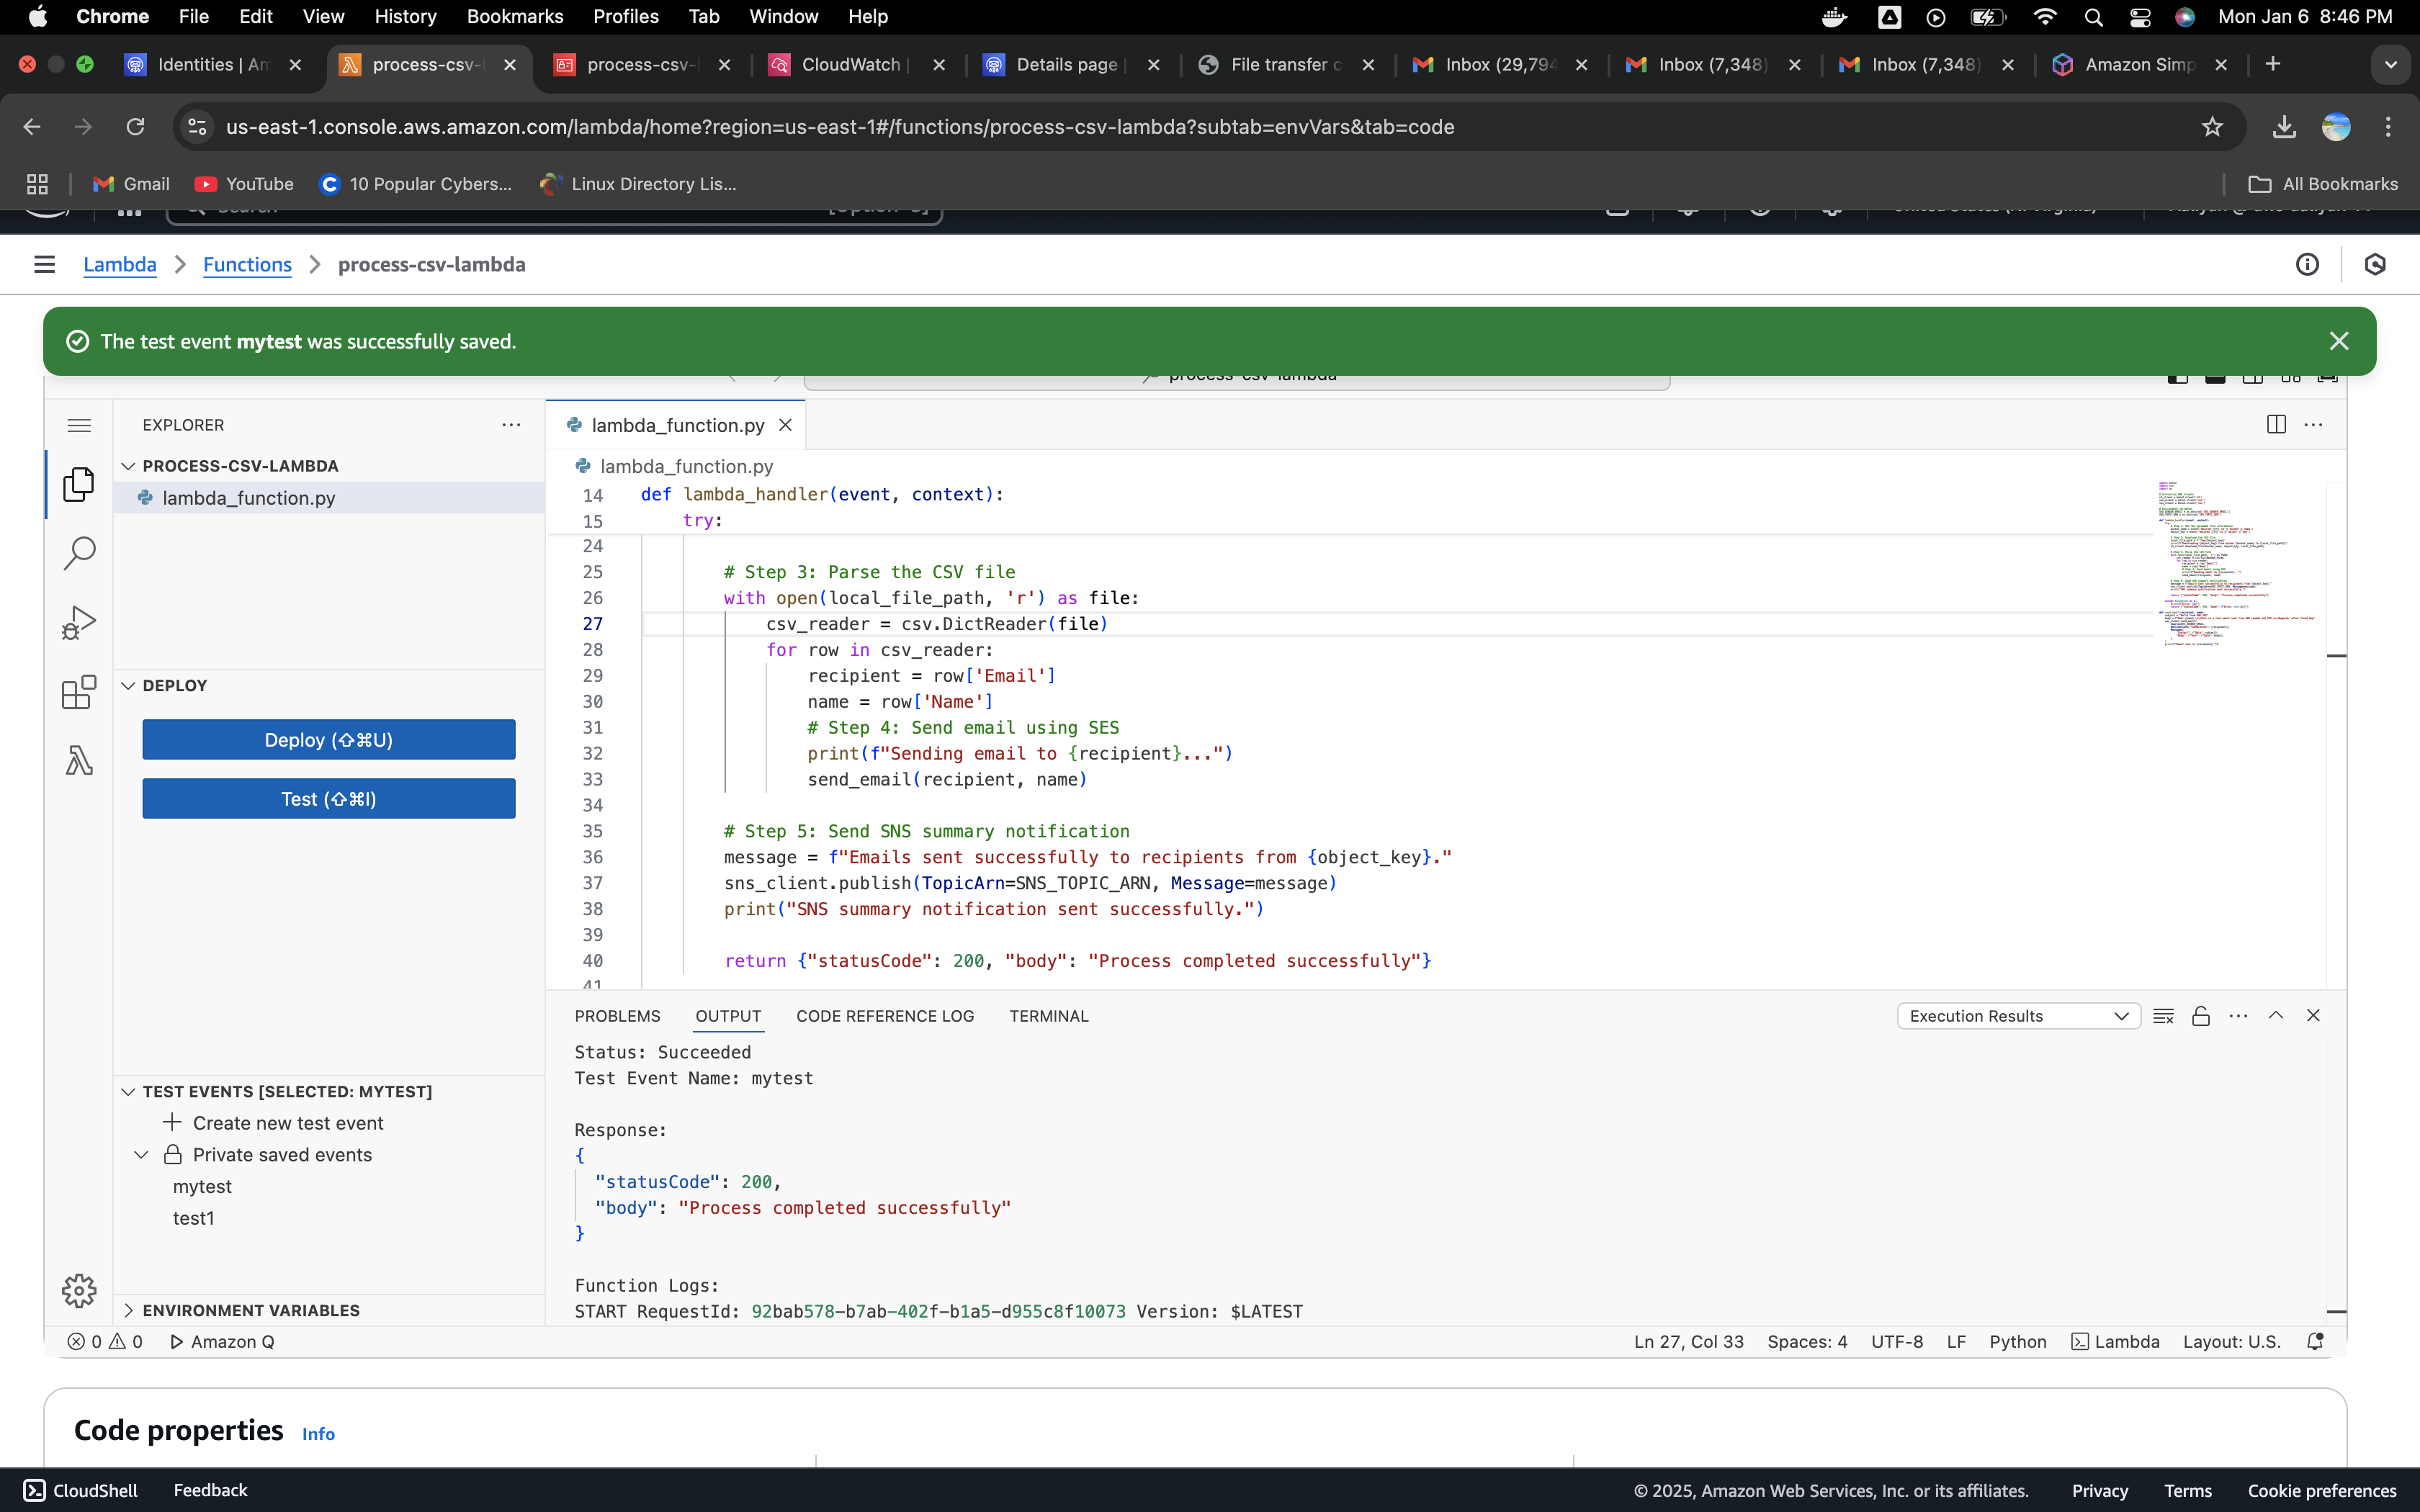 Chrome File Edit View History Bookmarks Profiles Tab Window Help Mon Jan 6 8:46 PM
Identities | Am process-csv- process-csv- CloudWatch | Details page | File transfer c Inbox (29,794 Inbox (7,348) Inbox (7,348) Amazon Simp
us-east-1.console.aws.amazon.com/lambda/home?region=us-east-1#/functions/process-csv-lambda?subtab=envVars&tab=code
Gmail YouTube 10 Popular Cybers... Linux Directory Lis... All Bookmarks
Lambda Functions process-csv-lambda
The test event mytest was successfully saved.
process-csv-lambda
EXPLORER
PROCESS-CSV-LAMBDA
lambda_function.py
DEPLOY
Deploy (⇧⌘U)
Test (⇧⌘I)
TEST EVENTS [SELECTED: MYTEST]
Create new test event
Private saved events
mytest
test1
ENVIRONMENT VARIABLES
lambda_function.py
lambda_function.py
14 def lambda_handler(event, context):
15 try:
24
25 # Step 3: Parse the CSV file
26 with open(local_file_path, 'r') as file:
27 csv_reader = csv.DictReader(file)
28 for row in csv_reader:
29 recipient = row['Email']
30 name = row['Name']
31 # Step 4: Send email using SES
32 print(f"Sending email to {recipient}...")
33 send_email(recipient, name)
34
35 # Step 5: Send SNS summary notification
36 message = f"Emails sent successfully to recipients from {object_key}."
37 sns_client.publish(TopicArn=SNS_TOPIC_ARN, Message=message)
38 print("SNS summary notification sent successfully.")
39
40 return {"statusCode": 200, "body": "Process completed successfully"}
41
PROBLEMS OUTPUT CODE REFERENCE LOG TERMINAL Execution Results
Status: Succeeded
Test Event Name: mytest
Response:
{
"statusCode": 200,
"body": "Process completed successfully"
}
Function Logs:
START RequestId: 92bab578-b7ab-402f-b1a5-d955c8f10073 Version: $LATEST
0 0 Amazon Q Ln 27, Col 33 Spaces: 4 UTF-8 LF Python Lambda Layout: U.S.
Code properties Info
CloudShell Feedback © 2025, Amazon Web Services, Inc. or its affiliates. Privacy Terms Cookie preferences